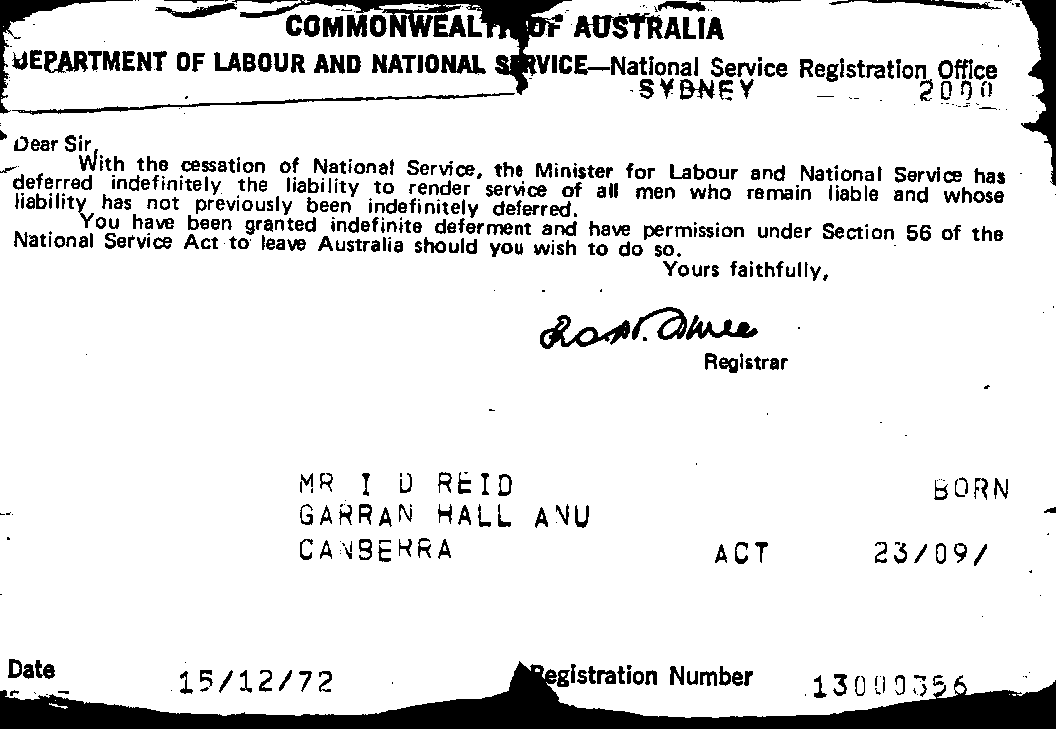 COMMONWEALTH OF AUSTRALIA
DEPARTMENT OF LABOUR AND NATIONAL SERVICE—National Service Registration Office
SYDNEY 2000
Dear Sir,
With the cessation of National Service, the Minister for Labour and National Service has
deferred indefinitely the liability to render service of all men who remain liable and whose
liability has not previously been indefinitely deferred.
You have been granted indefinite deferment and have permission under Section 56 of the
National Service Act to leave Australia should you wish to do so.
Yours faithfully,
Registrar
MR I D REID BORN
GARRAN HALL ANU
CANBERRA ACT 23/09/
Date 15/12/72 Registration Number 13000356